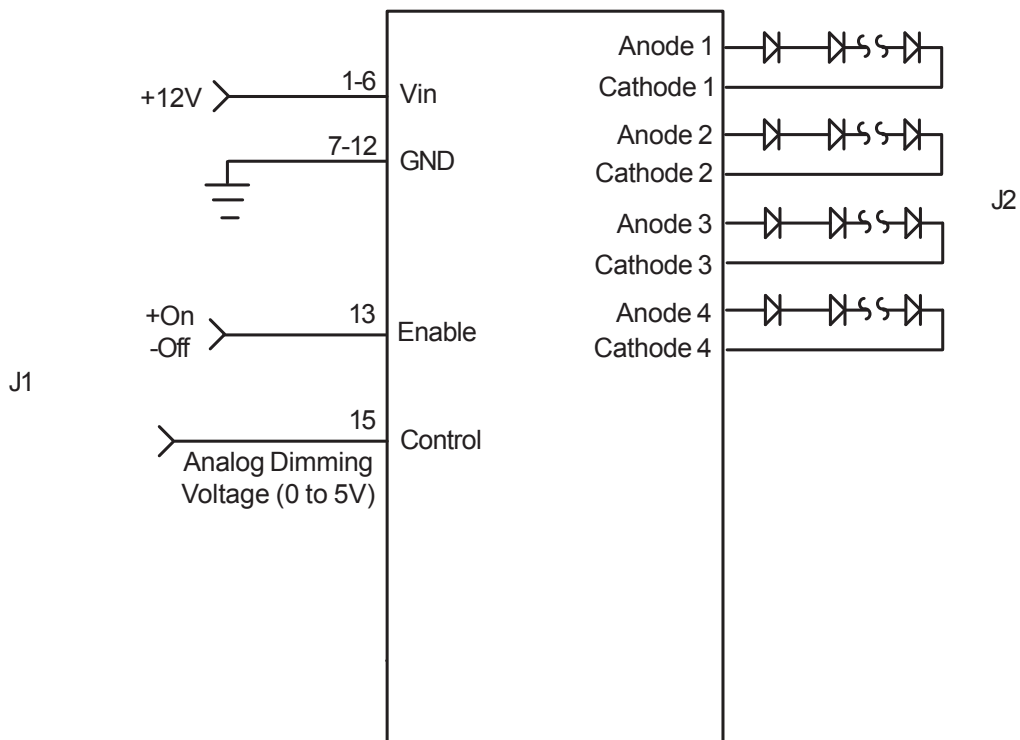 J1
+12V
1-6
Vin
7-12
GND
+On
-Off
13
Enable
15
Control
Analog Dimming
Voltage (0 to 5V)
Anode 1
Cathode 1
Anode 2
Cathode 2
Anode 3
Cathode 3
Anode 4
Cathode 4
J2